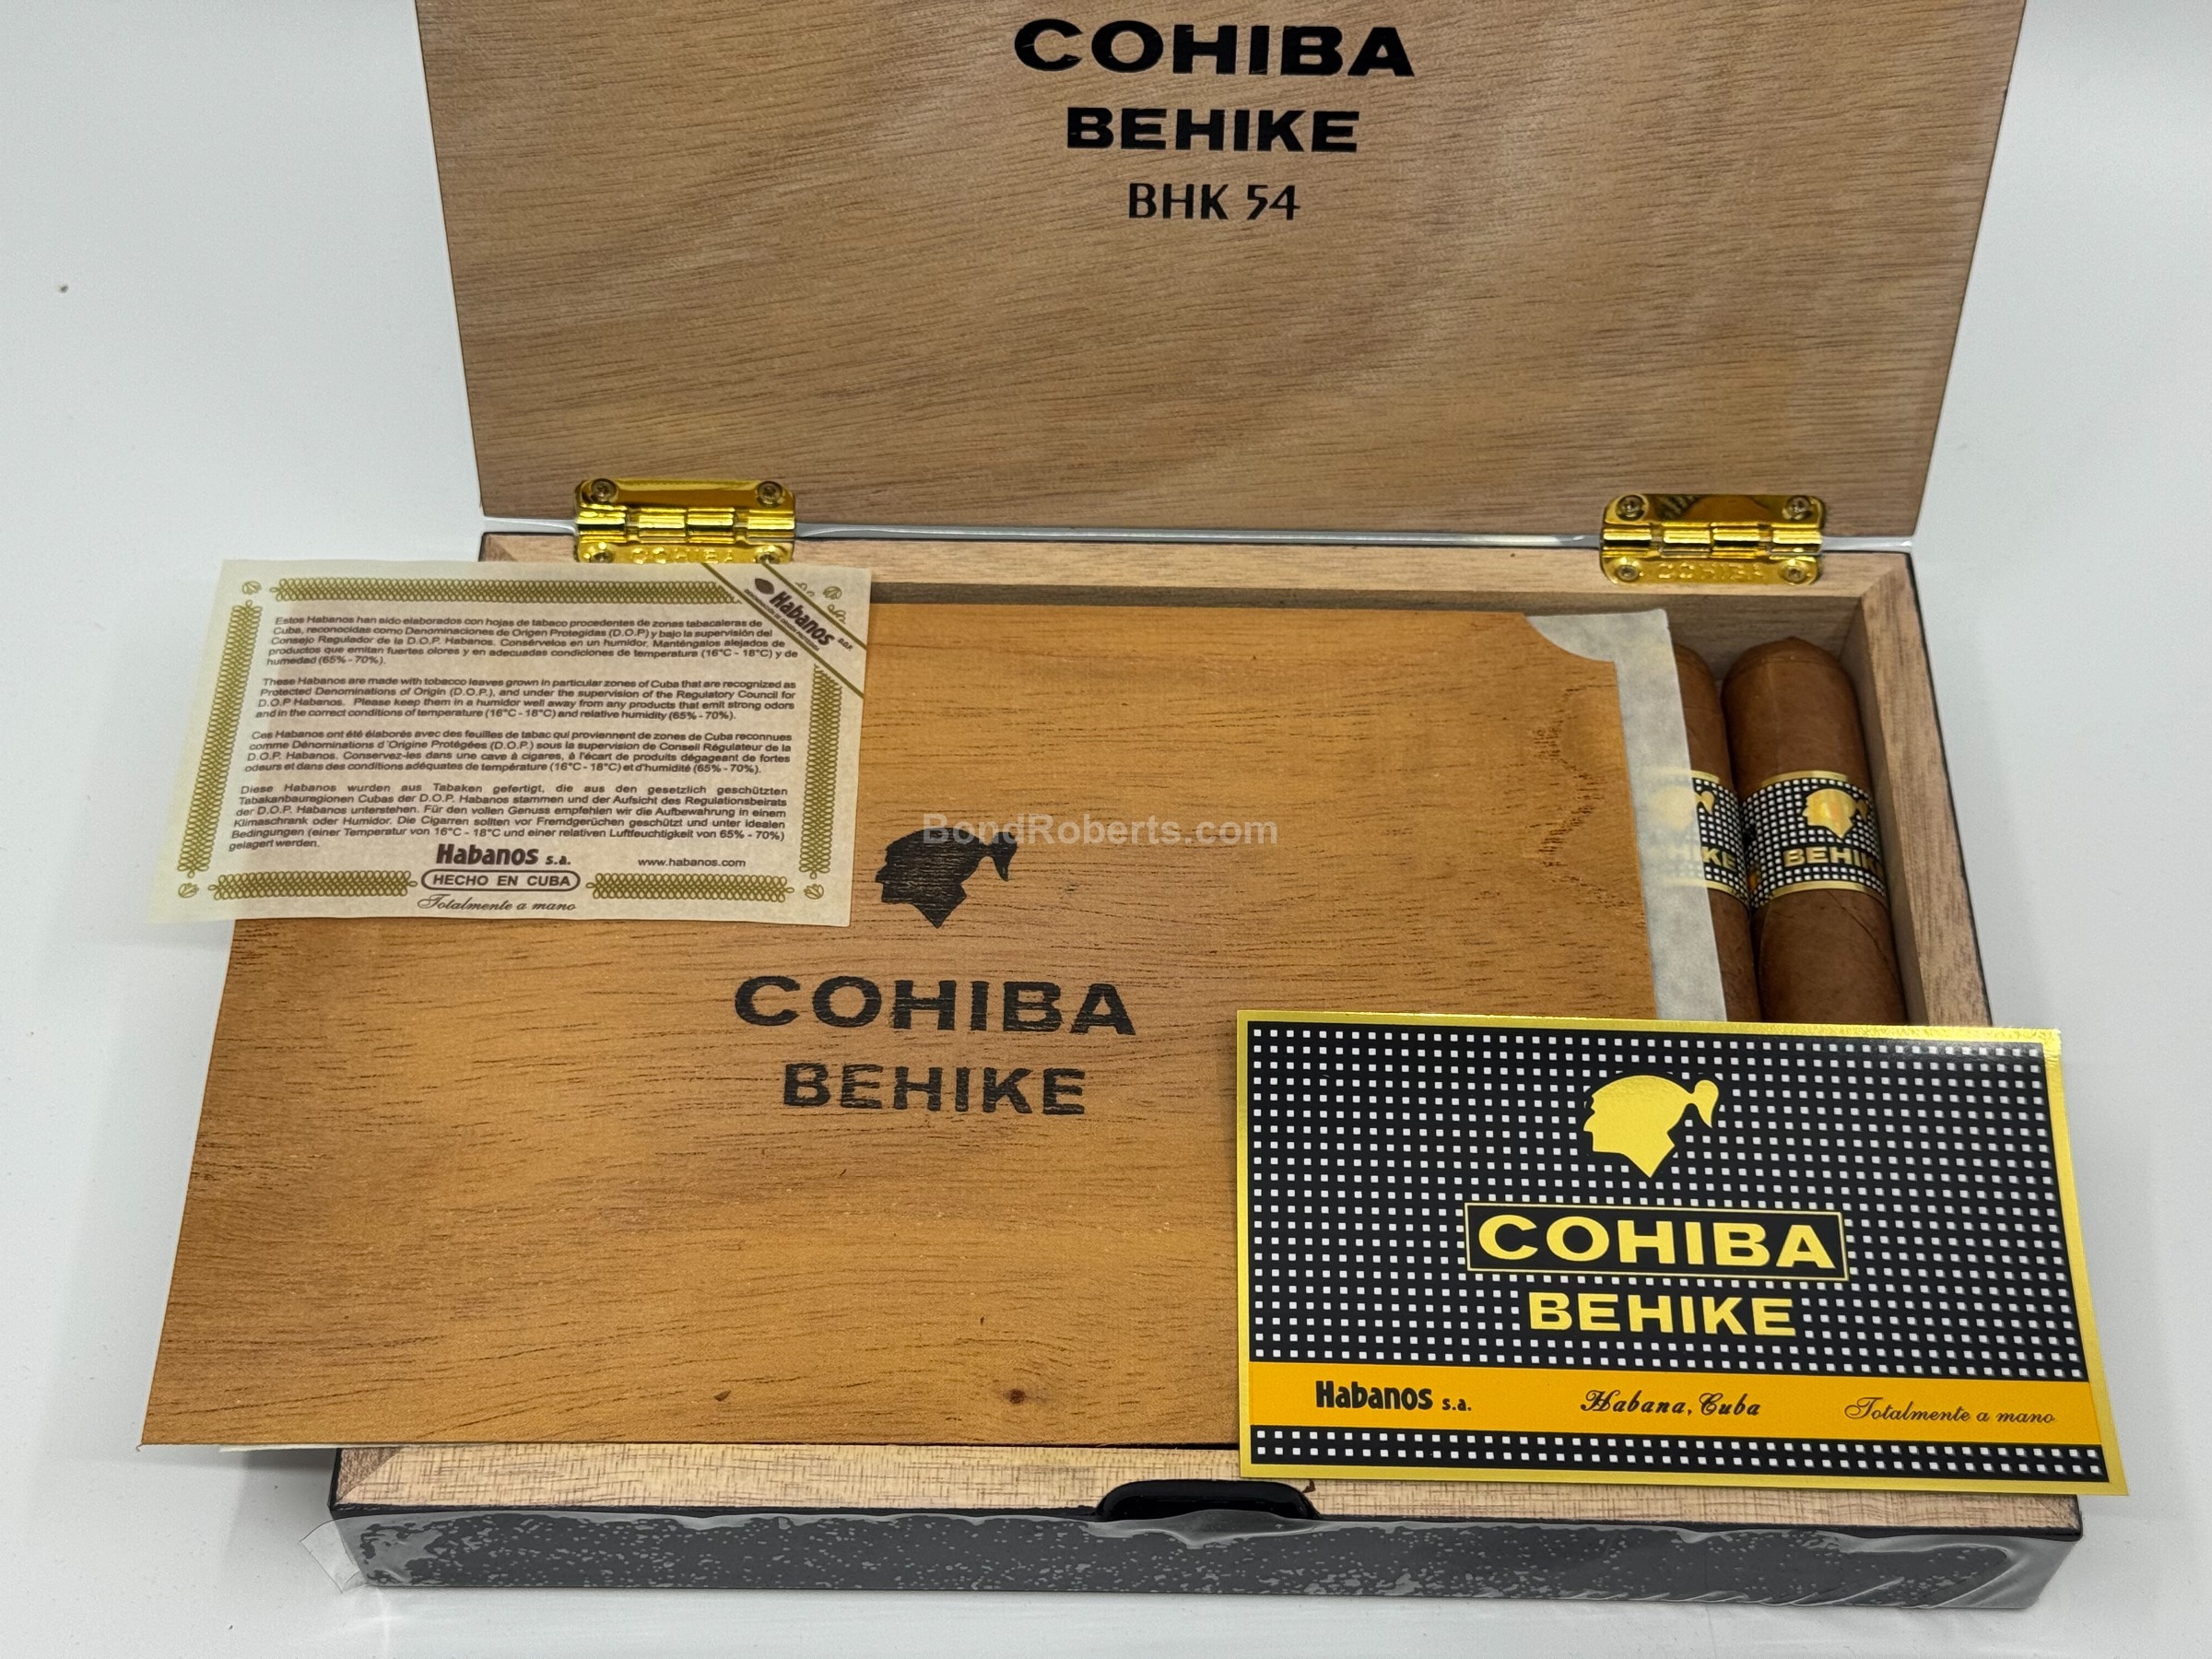 COHIBA
BEHIKE
BHK 54
COHIBA
COHIBA
Habanos s.a.
Estos Habanos han sido elaborados con hojas de tabaco procedentes de zonas tabacaleras de
Cuba, reconocidas como Denominaciones de Origen Protegidas (D.O.P) y bajo la supervisión del
Consejo Regulador de la D.O.P. Habanos. Consérvelos en un humidor. Manténgalos alejados de
productos que emitan fuertes olores y en adecuadas condiciones de temperatura (16°C - 18°C) y de
humedad (65% - 70%).
These Habanos are made with tobacco leaves grown in particular zones of Cuba that are recognized as
Protected Denominations of Origin (D.O.P.), and under the supervision of the Regulatory Council for
D.O.P Habanos. Please keep them in a humidor well away from any products that emit strong odors
and in the correct conditions of temperature (16°C - 18°C) and relative humidity (65% - 70%).
Ces Habanos ont été élaborés avec des feuilles de tabac qui proviennent de zones de Cuba reconnues
comme Dénominations d'Origine Protégées (D.O.P.) sous la supervision de Conseil Régulateur de la
D.O.P. Habanos. Conservez-les dans une cave à cigares, à l'écart de produits dégageant de fortes
odeurs et dans des conditions adéquates de température (16°C - 18°C) et d'humidité (65% - 70%).
Diese Habanos wurden aus Tabaken gefertigt, die aus den gesetzlich geschützten
Tabakanbauregionen Cubas der D.O.P. Habanos stammen und der Aufsicht des Regulationsbeirats
der D.O.P. Habanos unterstehen. Für den vollen Genuss empfehlen wir die Aufbewahrung in einem
Klimaschrank oder Humidor. Die Cigarren sollten vor Fremdgerüchen geschützt und unter idealen
Bedingungen (einer Temperatur von 16°C - 18°C und einer relativen Luftfeuchtigkeit von 65% - 70%)
gelagert werden.
Habanos s.a.
www.habanos.com
HECHO EN CUBA
Totalmente a mano
BondRoberts.com
COHIBA
BEHIKE
HIKE
BEHIK
COHIBA
BEHIKE
Habanos s.a.
Habana, Cuba
Totalmente a mano